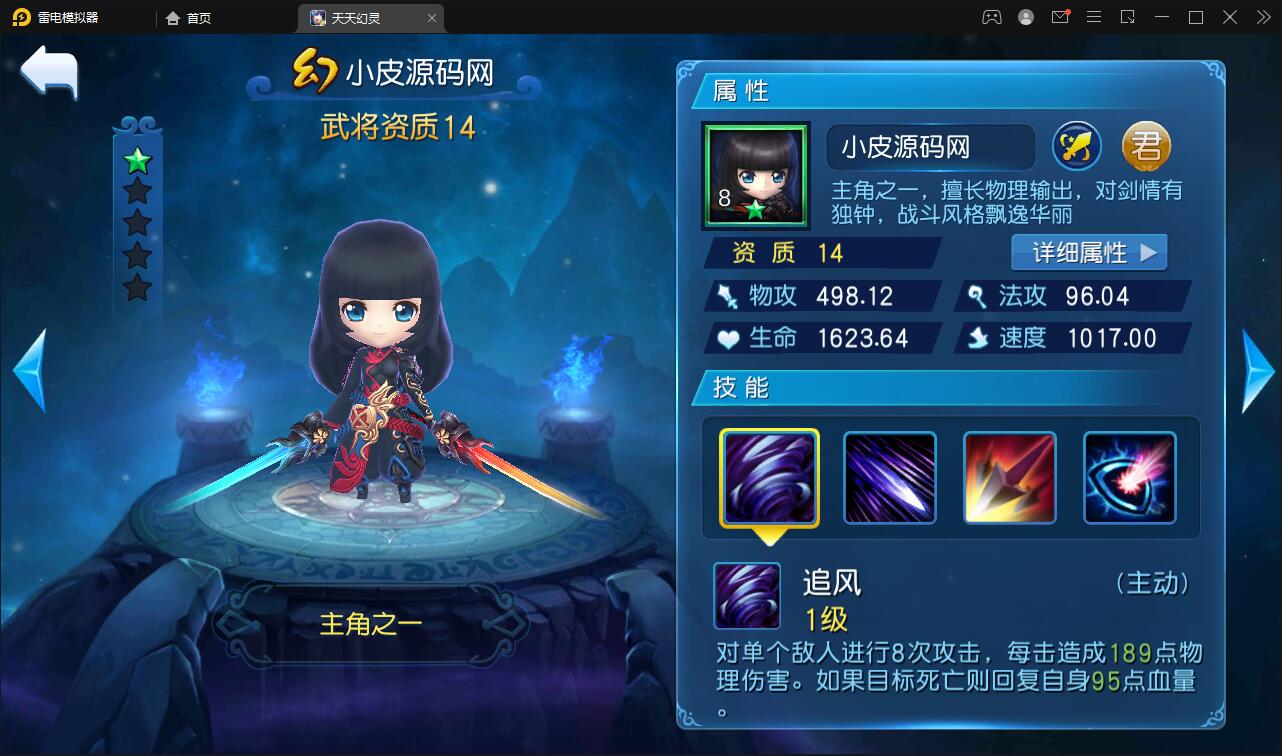 雷电模拟器
首页
天天幻灵
幻 小皮源码网
武将资质14
主角之一
属性
8
小皮源码网
君
主角之一，擅长物理输出，对剑情有
独钟，战斗风格飘逸华丽
资质 14
详细属性
物攻 498.12
法攻 96.04
生命 1623.64
速度 1017.00
技能
追风
（主动）
1级
对单个敌人进行8次攻击，每击造成189点物
理伤害。如果目标死亡则回复自身95点血量
。